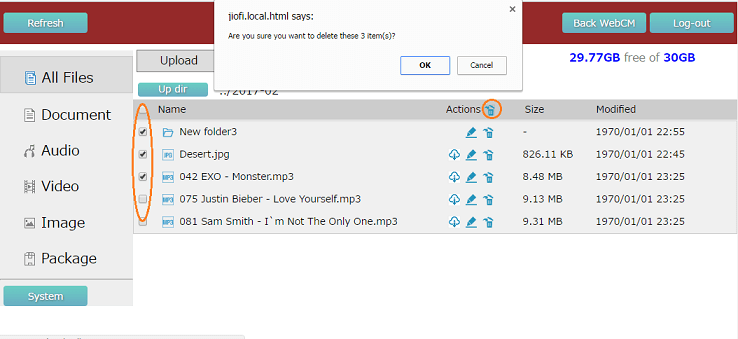 jiofi.local.html says:
Are you sure you want to delete these 3 item(s)?
OK Cancel
Refresh
Back WebCM Log-out
Upload
29.77GB free of 30GB
Up dir ../2017-02
All Files
Document
Audio
Video
Image
Package
System
Name Actions Size Modified
New folder3 - 1970/01/01 22:55
JPG Desert.jpg 826.11 KB 1970/01/01 22:45
MP3 042 EXO - Monster.mp3 8.48 MB 1970/01/01 23:25
MP3 075 Justin Bieber - Love Yourself.mp3 9.13 MB 1970/01/01 23:25
MP3 081 Sam Smith - I`m Not The Only One.mp3 9.31 MB 1970/01/01 23:25